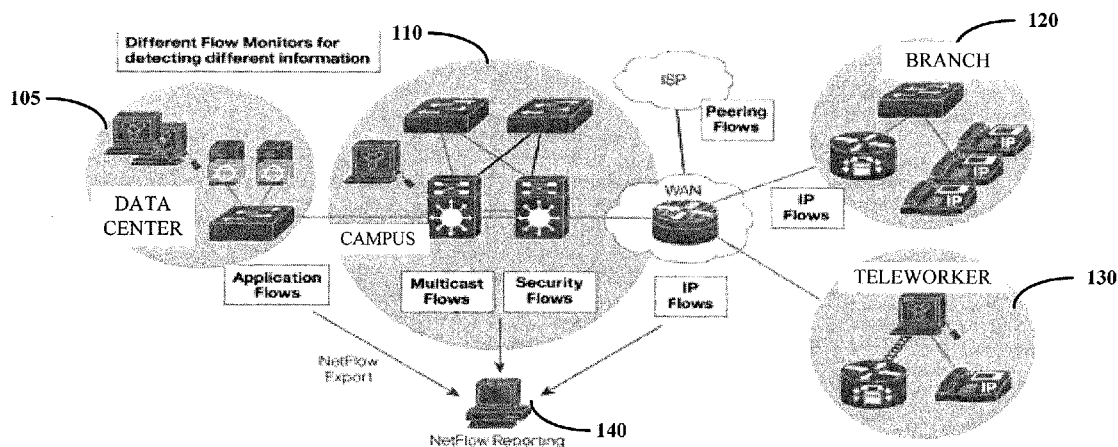 Different Flow Monitors for
detecting different information
110
120
105
ISP
BRANCH
Peering
Flows
IP
IP
IP
WAN
DATA
CENTER
CAMPUS
IP
Flows
Application
Flows
Multicast
Flows
Security
Flows
IP
Flows
TELEWORKER
130
IP
NetFlow
Export
140
NetFlow Reporting